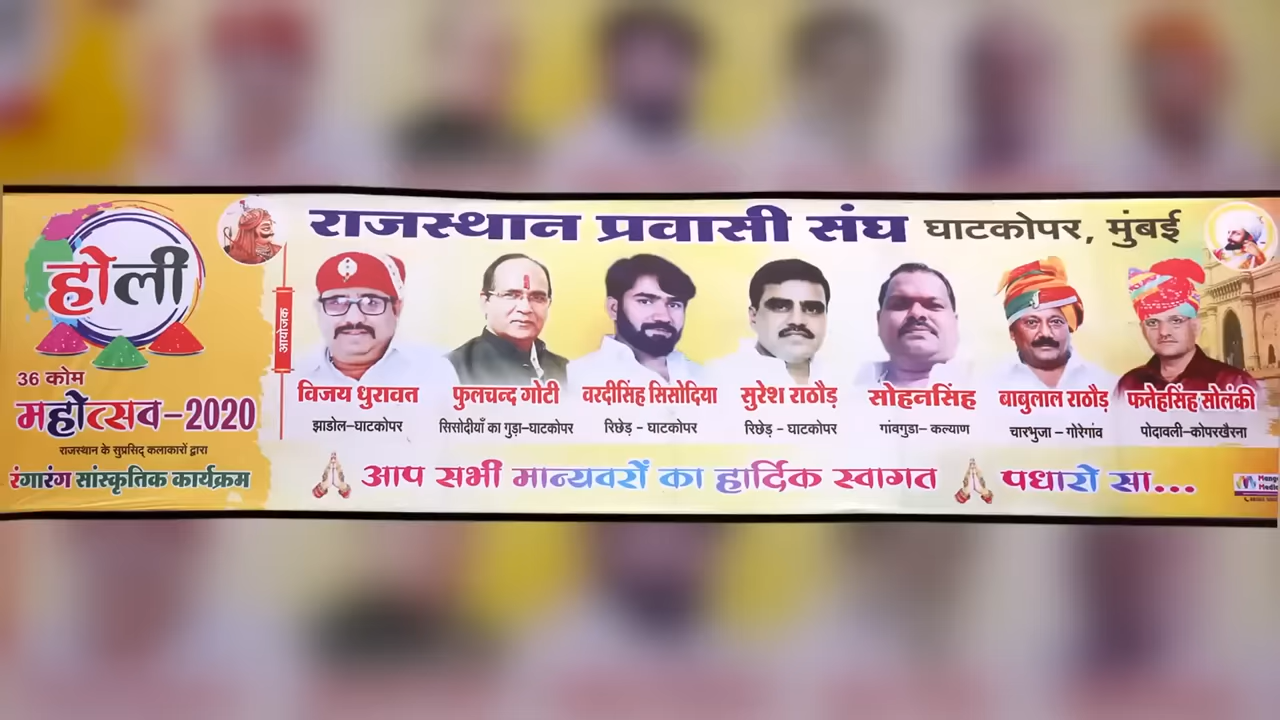 होली
36 कोम
महोत्सव-2020
राजस्थान के सुप्रसिद् कलाकारों द्वारा
रंगारंग सांस्कृतिक कार्यक्रम
राजस्थान प्रवासी संघ घाटकोपर, मुंबई
आयोजक
विजय धुरावत
झाडोल-घाटकोपर
फुलचन्द गोटी
सिसोदीयाँ का गुड़ा-घाटकोपर
वरदीसिंह सिसोदिया
रिछेड़ - घाटकोपर
सुरेश राठौड़
रिछेड़ - घाटकोपर
सोहनसिंह
गांवगुडा- कल्याण
बाबुलाल राठौड़
चारभुजा - गोरेगांव
फतेहसिंह सोलंकी
पोदावली-कोपरखैरना
आप सभी मान्यवरों का हार्दिक स्वागत पधारो सा...